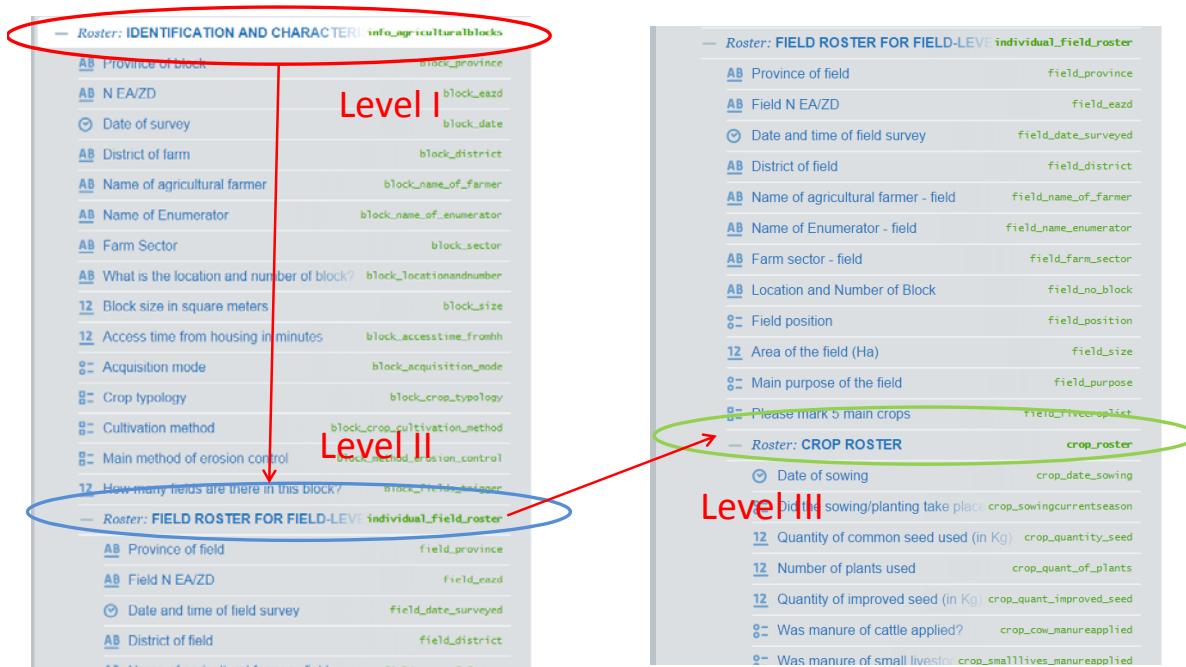 — Roster: IDENTIFICATION AND CHARACTERI info_agriculturalblocks
AB Province of block block_province
AB N EA/ZD block_eazd
Level I
Date of survey block_date
AB District of farm block_district
AB Name of agricultural farmer block_name_of_farmer
AB Name of Enumerator block_name_of_enumerator
AB Farm Sector block_sector
AB What is the location and number of block? block_locationandnumber
12 Block size in square meters block_size
12 Access time from housing in minutes block_accesstime_fromhh
Acquisition mode block_acquisition_mode
Crop typology block_crop_typology
Cultivation method block_crop_cultivation_method
Level II
Main method of erosion control block_method_erosion_control
12 How many fields are there in this block? block_fields_trigger
— Roster: FIELD ROSTER FOR FIELD-LEVE individual_field_roster
AB Province of field field_province
AB Field N EA/ZD field_eazd
Date and time of field survey field_date_surveyed
AB District of field field_district
— Roster: FIELD ROSTER FOR FIELD-LEVE individual_field_roster
AB Province of field field_province
AB Field N EA/ZD field_eazd
Date and time of field survey field_date_surveyed
AB District of field field_district
AB Name of agricultural farmer - field field_name_of_farmer
AB Name of Enumerator - field field_name_enumerator
AB Farm sector - field field_farm_sector
AB Location and Number of Block field_no_block
Field position field_position
12 Area of the field (Ha) field_size
Main purpose of the field field_purpose
Please mark 5 main crops field_fivecroplist
— Roster: CROP ROSTER crop_roster
Date of sowing crop_date_sowing
Level III
Did the sowing/planting take place crop_sowingcurrentseason
12 Quantity of common seed used (in Kg) crop_quantity_seed
12 Number of plants used crop_quant_of_plants
12 Quantity of improved seed (in Kg) crop_quant_improved_seed
Was manure of cattle applied? crop_cow_manureapplied
Was manure of small livestoc crop_smalllives_manureapplied